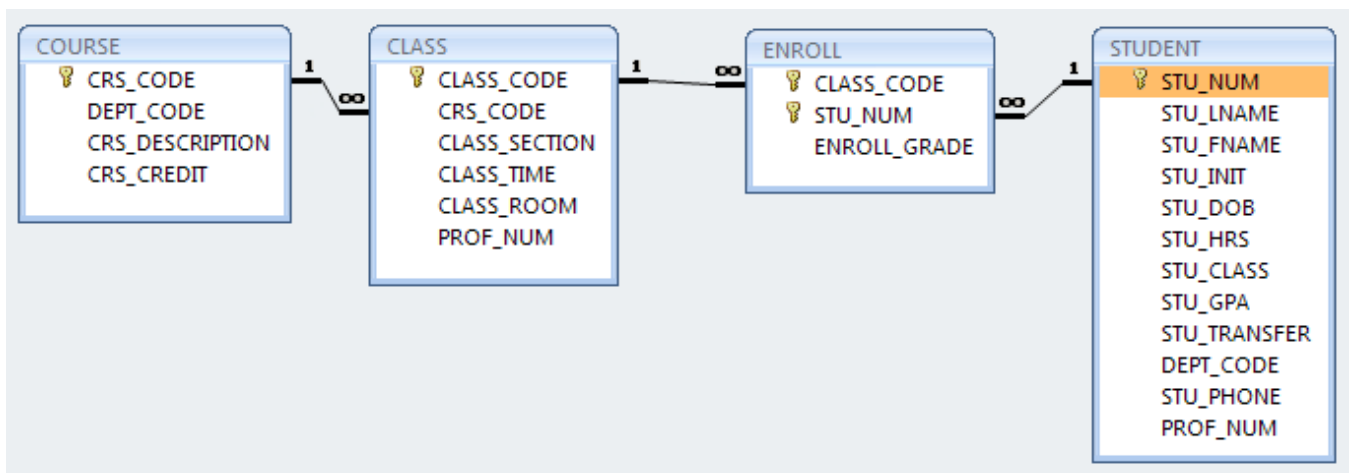 COURSE
CRS_CODE
DEPT_CODE
CRS_DESCRIPTION
CRS_CREDIT
1
∞
CLASS
CLASS_CODE
CRS_CODE
CLASS_SECTION
CLASS_TIME
CLASS_ROOM
PROF_NUM
1
∞
ENROLL
CLASS_CODE
STU_NUM
ENROLL_GRADE
∞
1
STUDENT
STU_NUM
STU_LNAME
STU_FNAME
STU_INIT
STU_DOB
STU_HRS
STU_CLASS
STU_GPA
STU_TRANSFER
DEPT_CODE
STU_PHONE
PROF_NUM